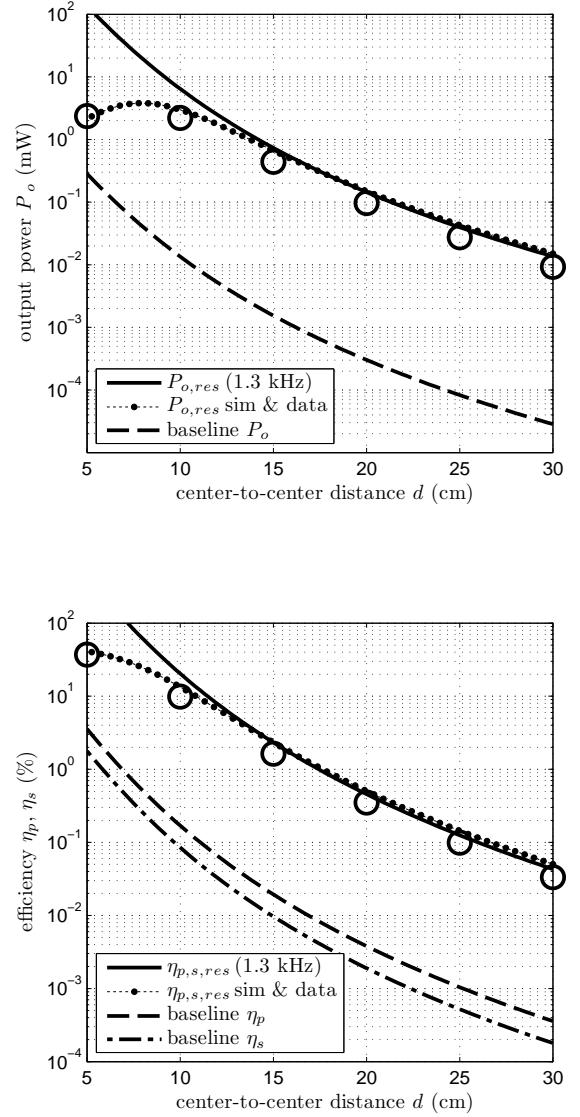 10^2
10^1
10^0
10^-1
10^-2
10^-3
10^-4
output power P_o (mW)
P_o,res (1.3 kHz)
P_o,res sim & data
baseline P_o
5 10 15 20 25 30
center-to-center distance d (cm)
10^2
10^1
10^0
10^-1
10^-2
10^-3
10^-4
efficiency η_p, η_s (%)
η_p,s,res (1.3 kHz)
η_p,s,res sim & data
baseline η_p
baseline η_s
5 10 15 20 25 30
center-to-center distance d (cm)